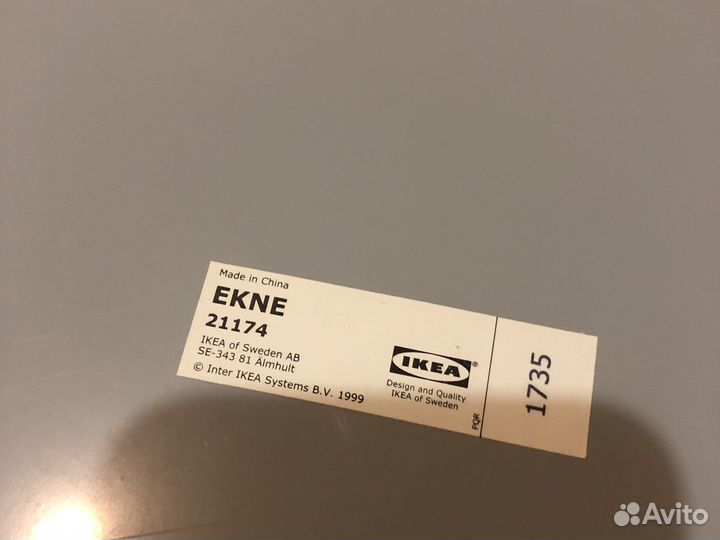 Made in China
EKNE
21174
IKEA of Sweden AB
SE-343 81 Älmhult
© Inter IKEA Systems B.V. 1999
IKEA®
Design and Quality
IKEA of Sweden
PQR
1735
Avito